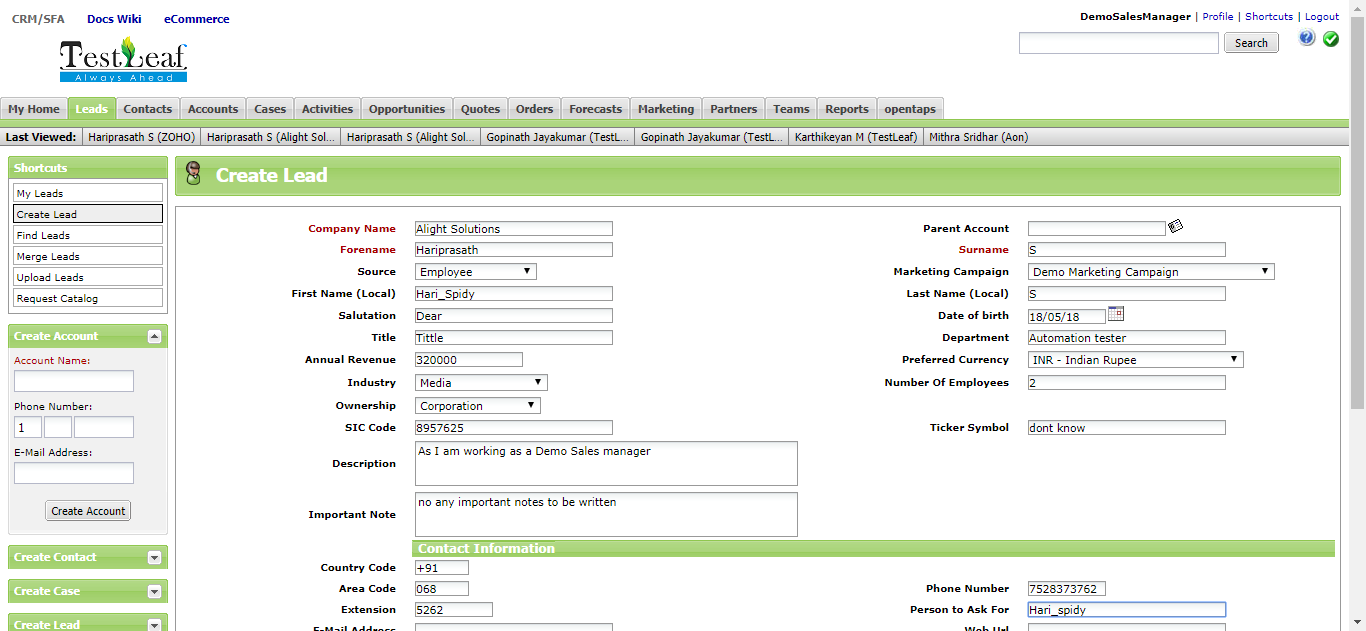 CRM/SFA Docs Wiki eCommerce
DemoSalesManager | Profile | Shortcuts | Logout
TestLeaf
Always Ahead
Search
?
My Home Leads Contacts Accounts Cases Activities Opportunities Quotes Orders Forecasts Marketing Partners Teams Reports opentaps
Last Viewed: Hariprasath S (ZOHO) Hariprasath S (Alight Sol... Hariprasath S (Alight Sol... Gopinath Jayakumar (TestL... Gopinath Jayakumar (TestL... Karthikeyan M (TestLeaf) Mithra Sridhar (Aon)
Shortcuts
My Leads
Create Lead
Find Leads
Merge Leads
Upload Leads
Request Catalog
Create Account
Account Name:
Phone Number:
1
E-Mail Address:
Create Account
Create Contact
Create Case
Create Lead
Create Lead
Company Name Alight Solutions Parent Account
Forename Hariprasath Surname S
Source Employee Marketing Campaign Demo Marketing Campaign
First Name (Local) Hari_Spidy Last Name (Local) S
Salutation Dear Date of birth 18/05/18
Title Tittle Department Automation tester
Annual Revenue 320000 Preferred Currency INR - Indian Rupee
Industry Media Number Of Employees 2
Ownership Corporation
SIC Code 8957625 Ticker Symbol dont know
Description As I am working as a Demo Sales manager
Important Note no any important notes to be written
Contact Information
Country Code +91
Area Code 068 Phone Number 7528373762
Extension 5262 Person to Ask For Hari_spidy
E-Mail Address Web Url